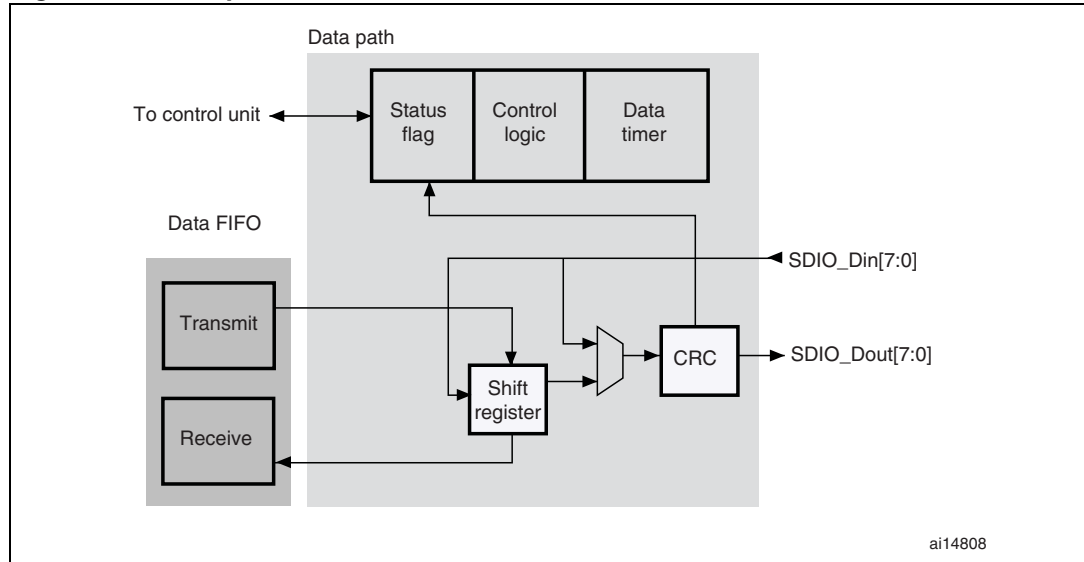 Data path
To control unit
Status
flag
Control
logic
Data
timer
Data FIFO
SDIO_Din[7:0]
Transmit
SDIO_Dout[7:0]
CRC
Shift
register
Receive
ai14808